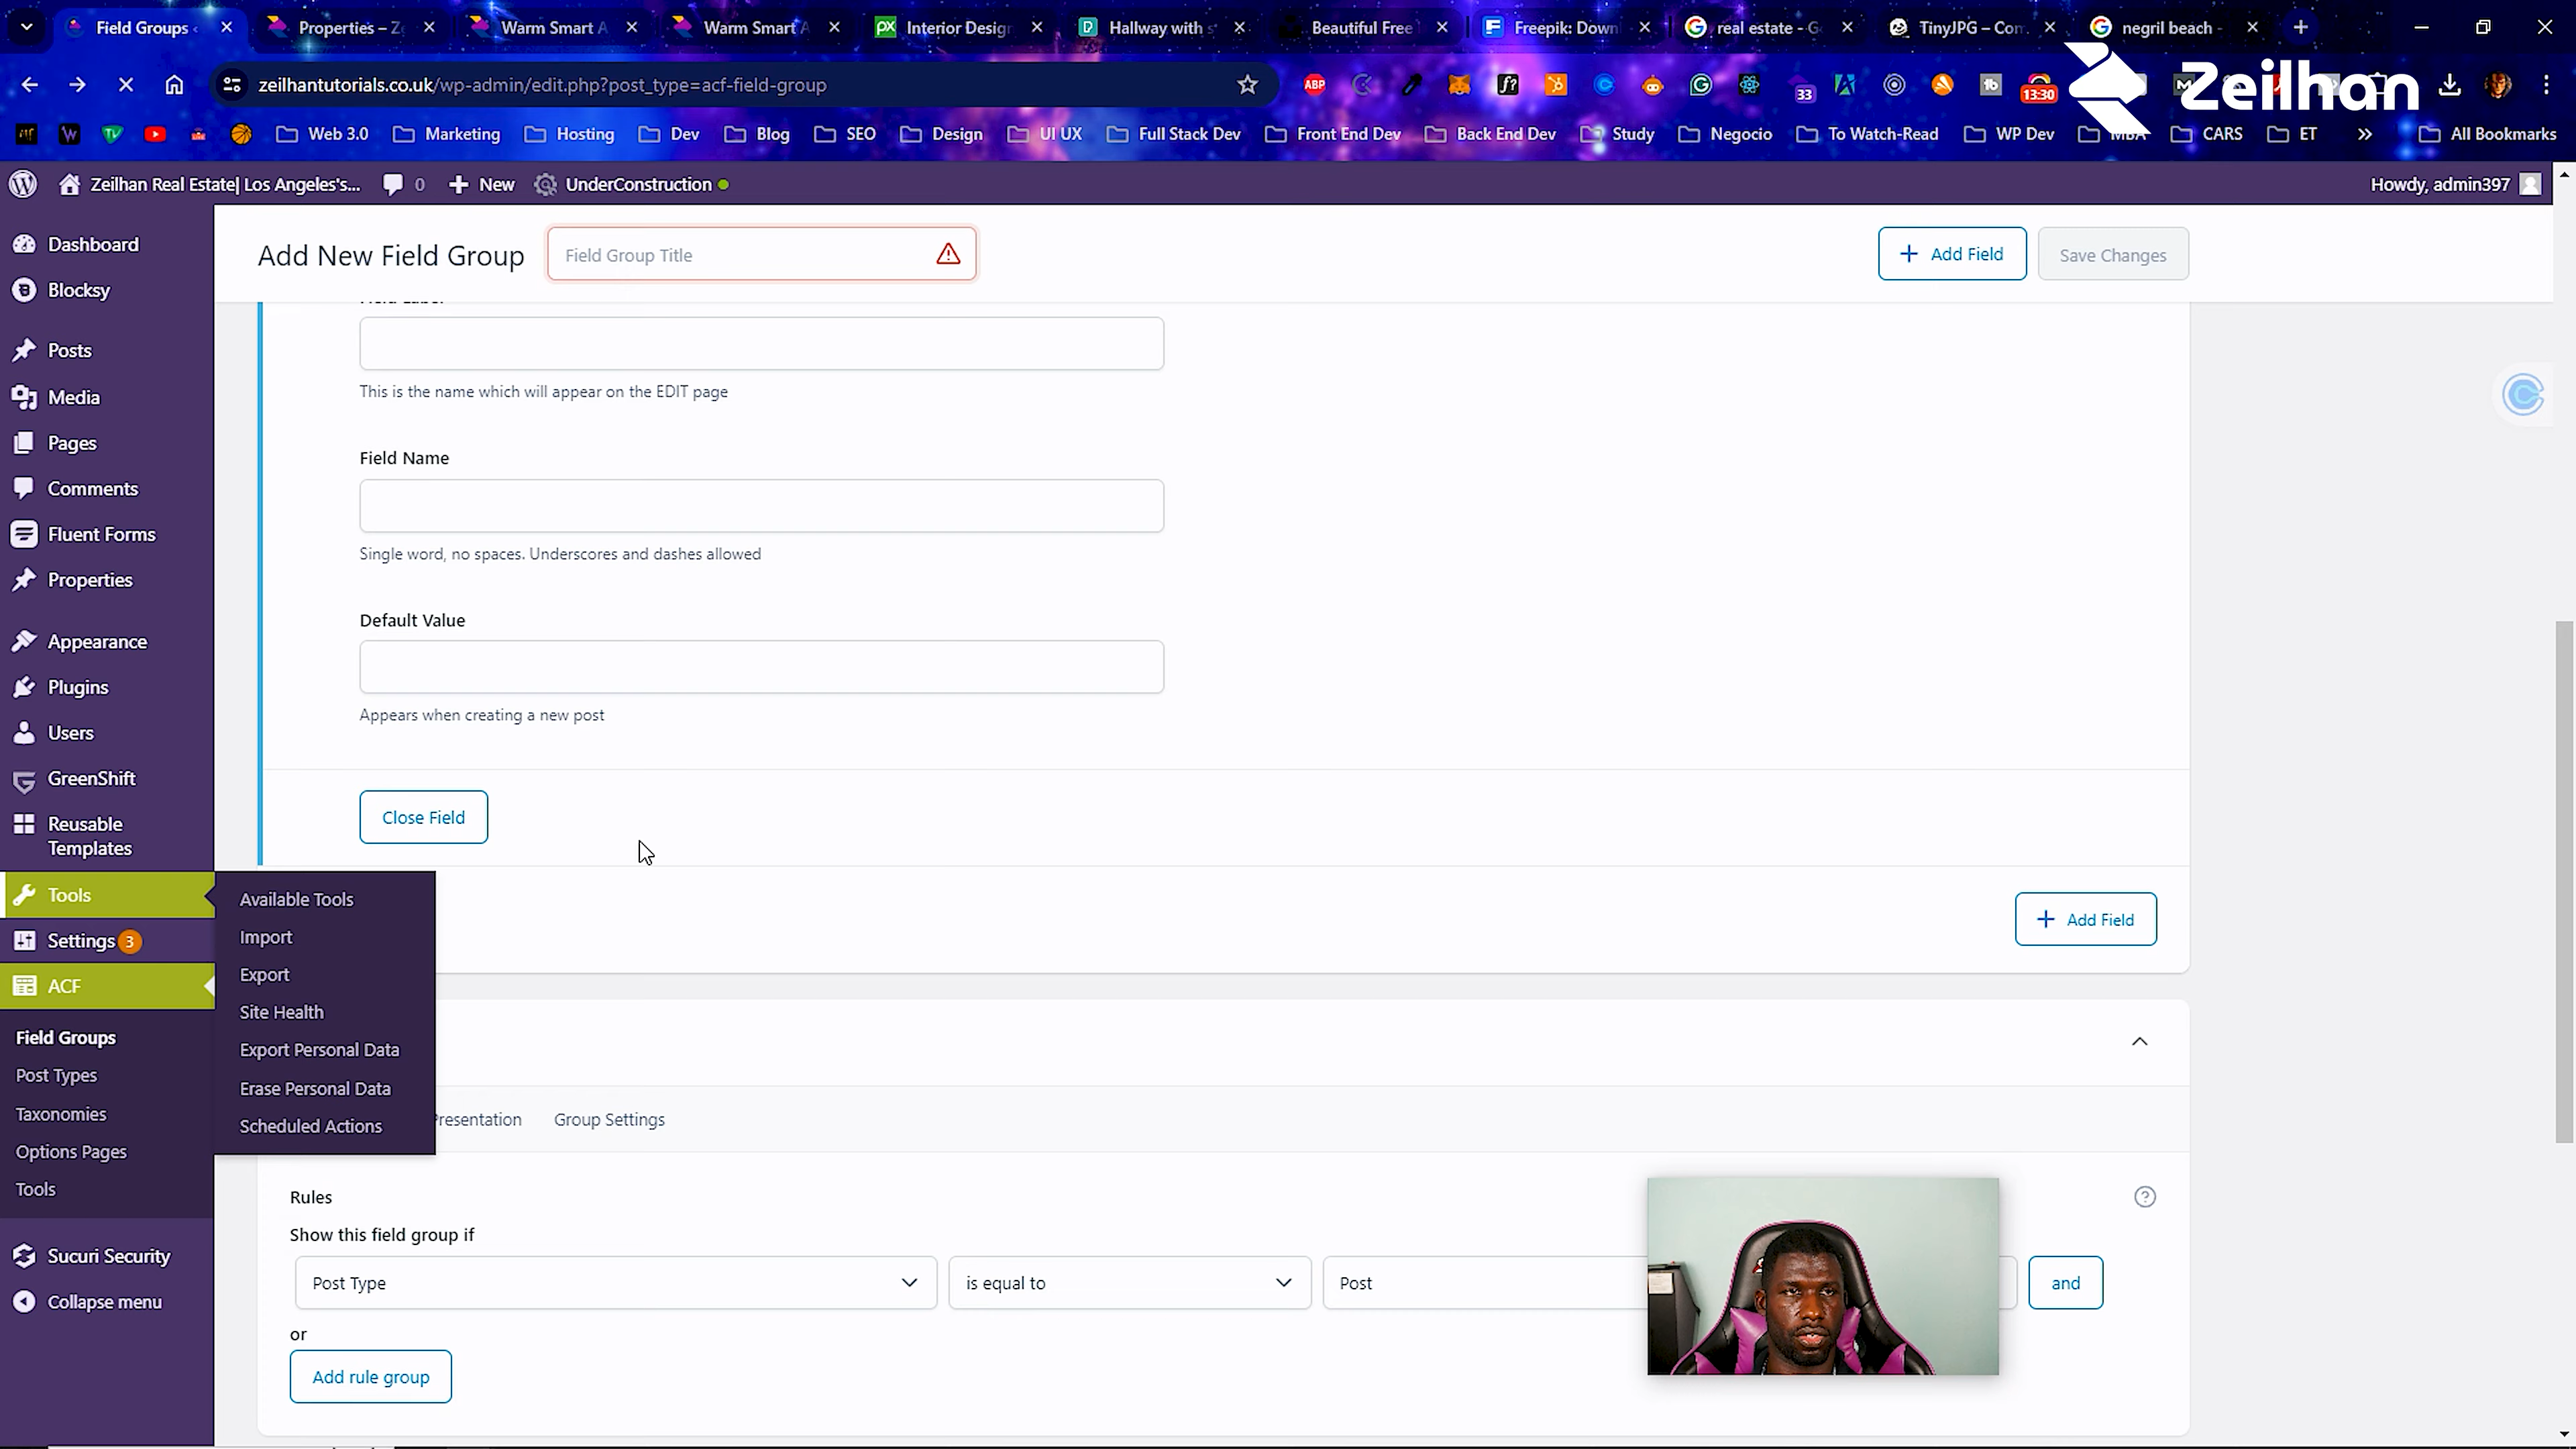 Field Groups
Properties – Z
Warm Smart A
Warm Smart A
Interior Desig
Hallway with s
Beautiful Free
Freepik: Down
real estate - G
TinyJPG – Con
negril beach -
zeilhantutorials.co.uk/wp-admin/edit.php?post_type=acf-field-group
ABP
f?
33
13:30
Zeilhan
Web 3.0
Marketing
Hosting
Dev
Blog
SEO
Design
UI UX
Full Stack Dev
Front End Dev
Back End Dev
Study
Negocio
To Watch-Read
WP Dev
MBA
CARS
ET
All Bookmarks
Zeilhan Real Estate| Los Angeles's...
0
New
UnderConstruction
Howdy, admin397
Dashboard
Blocksy
Posts
Media
Pages
Comments
Fluent Forms
Properties
Appearance
Plugins
Users
GreenShift
Reusable
Templates
Tools
Settings 3
ACF
Field Groups
Post Types
Taxonomies
Options Pages
Tools
Sucuri Security
Collapse menu
Available Tools
Import
Export
Site Health
Export Personal Data
Erase Personal Data
Scheduled Actions
Add New Field Group
Field Group Title
Add Field
Save Changes
Field Label
This is the name which will appear on the EDIT page
Field Name
Single word, no spaces. Underscores and dashes allowed
Default Value
Appears when creating a new post
Close Field
Add Field
Presentation
Group Settings
Rules
Show this field group if
Post Type
is equal to
Post
and
or
Add rule group